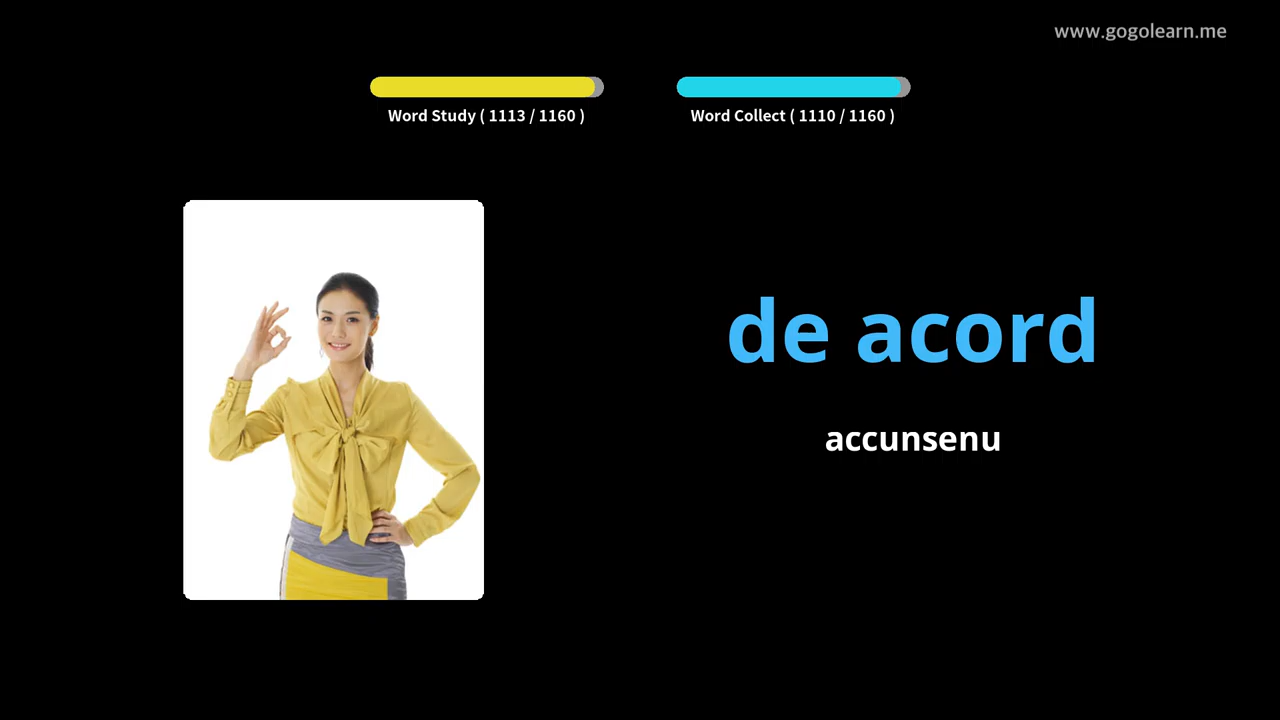 www.gogolearn.me
Word Study ( 1113 / 1160 )
Word Collect ( 1110 / 1160 )
de acord
accunsenu